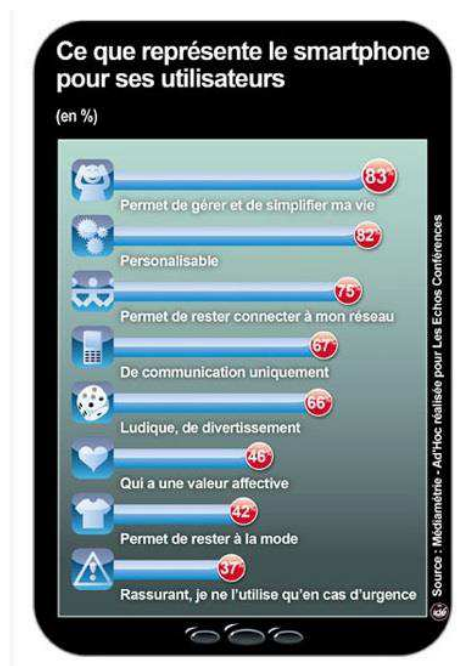 Ce que représente le smartphone
pour ses utilisateurs
(en %)
83%
Permet de gérer et de simplifier ma vie
82%
Personalisable
75%
Permet de rester connecter à mon réseau
67%
De communication uniquement
66%
Ludique, de divertissement
46%
Qui a une valeur affective
42%
Permet de rester à la mode
37%
Rassurant, je ne l'utilise qu'en cas d'urgence
Source : Médiamétrie - Ad'Hoc réalisée pour Les Echos Conférences
idé